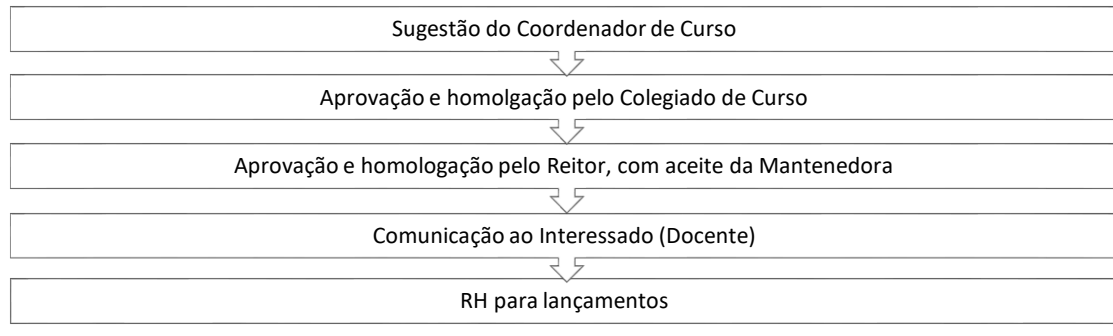 Sugestão do Coordenador de Curso
Aprovação e homolgação pelo Colegiado de Curso
Aprovação e homologação pelo Reitor, com aceite da Mantenedora
Comunicação ao Interessado (Docente)
RH para lançamentos